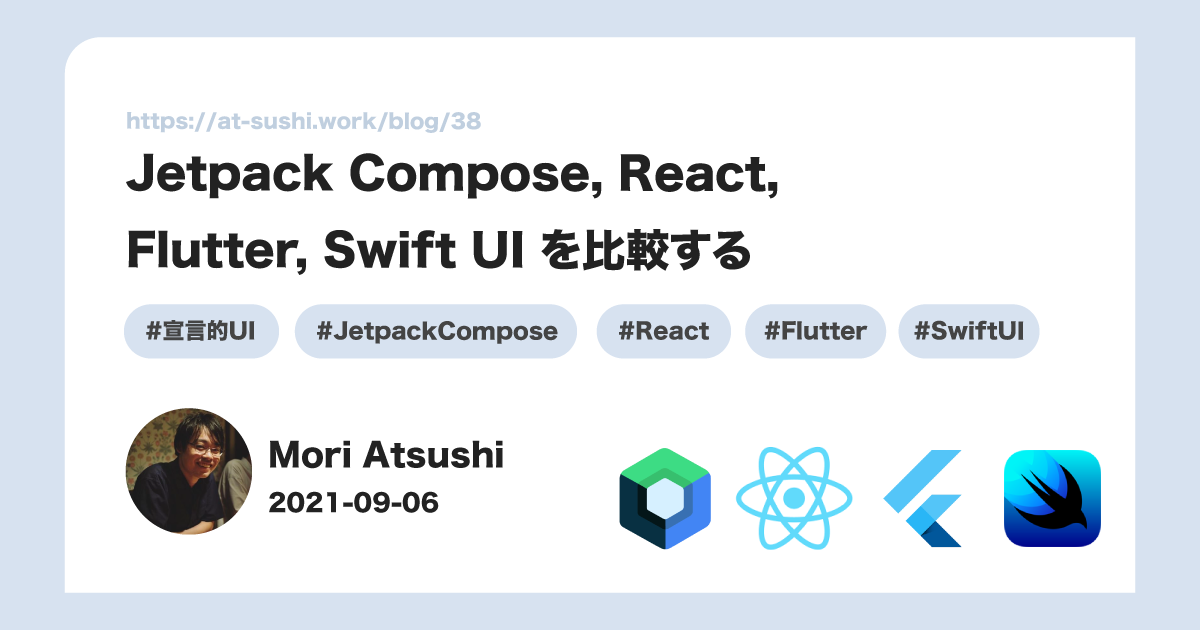 https://at-sushi.work/blog/38
Jetpack Compose, React,
Flutter, Swift UI を比較する
#宣言的UI #JetpackCompose #React #Flutter #SwiftUI
Mori Atsushi
2021-09-06